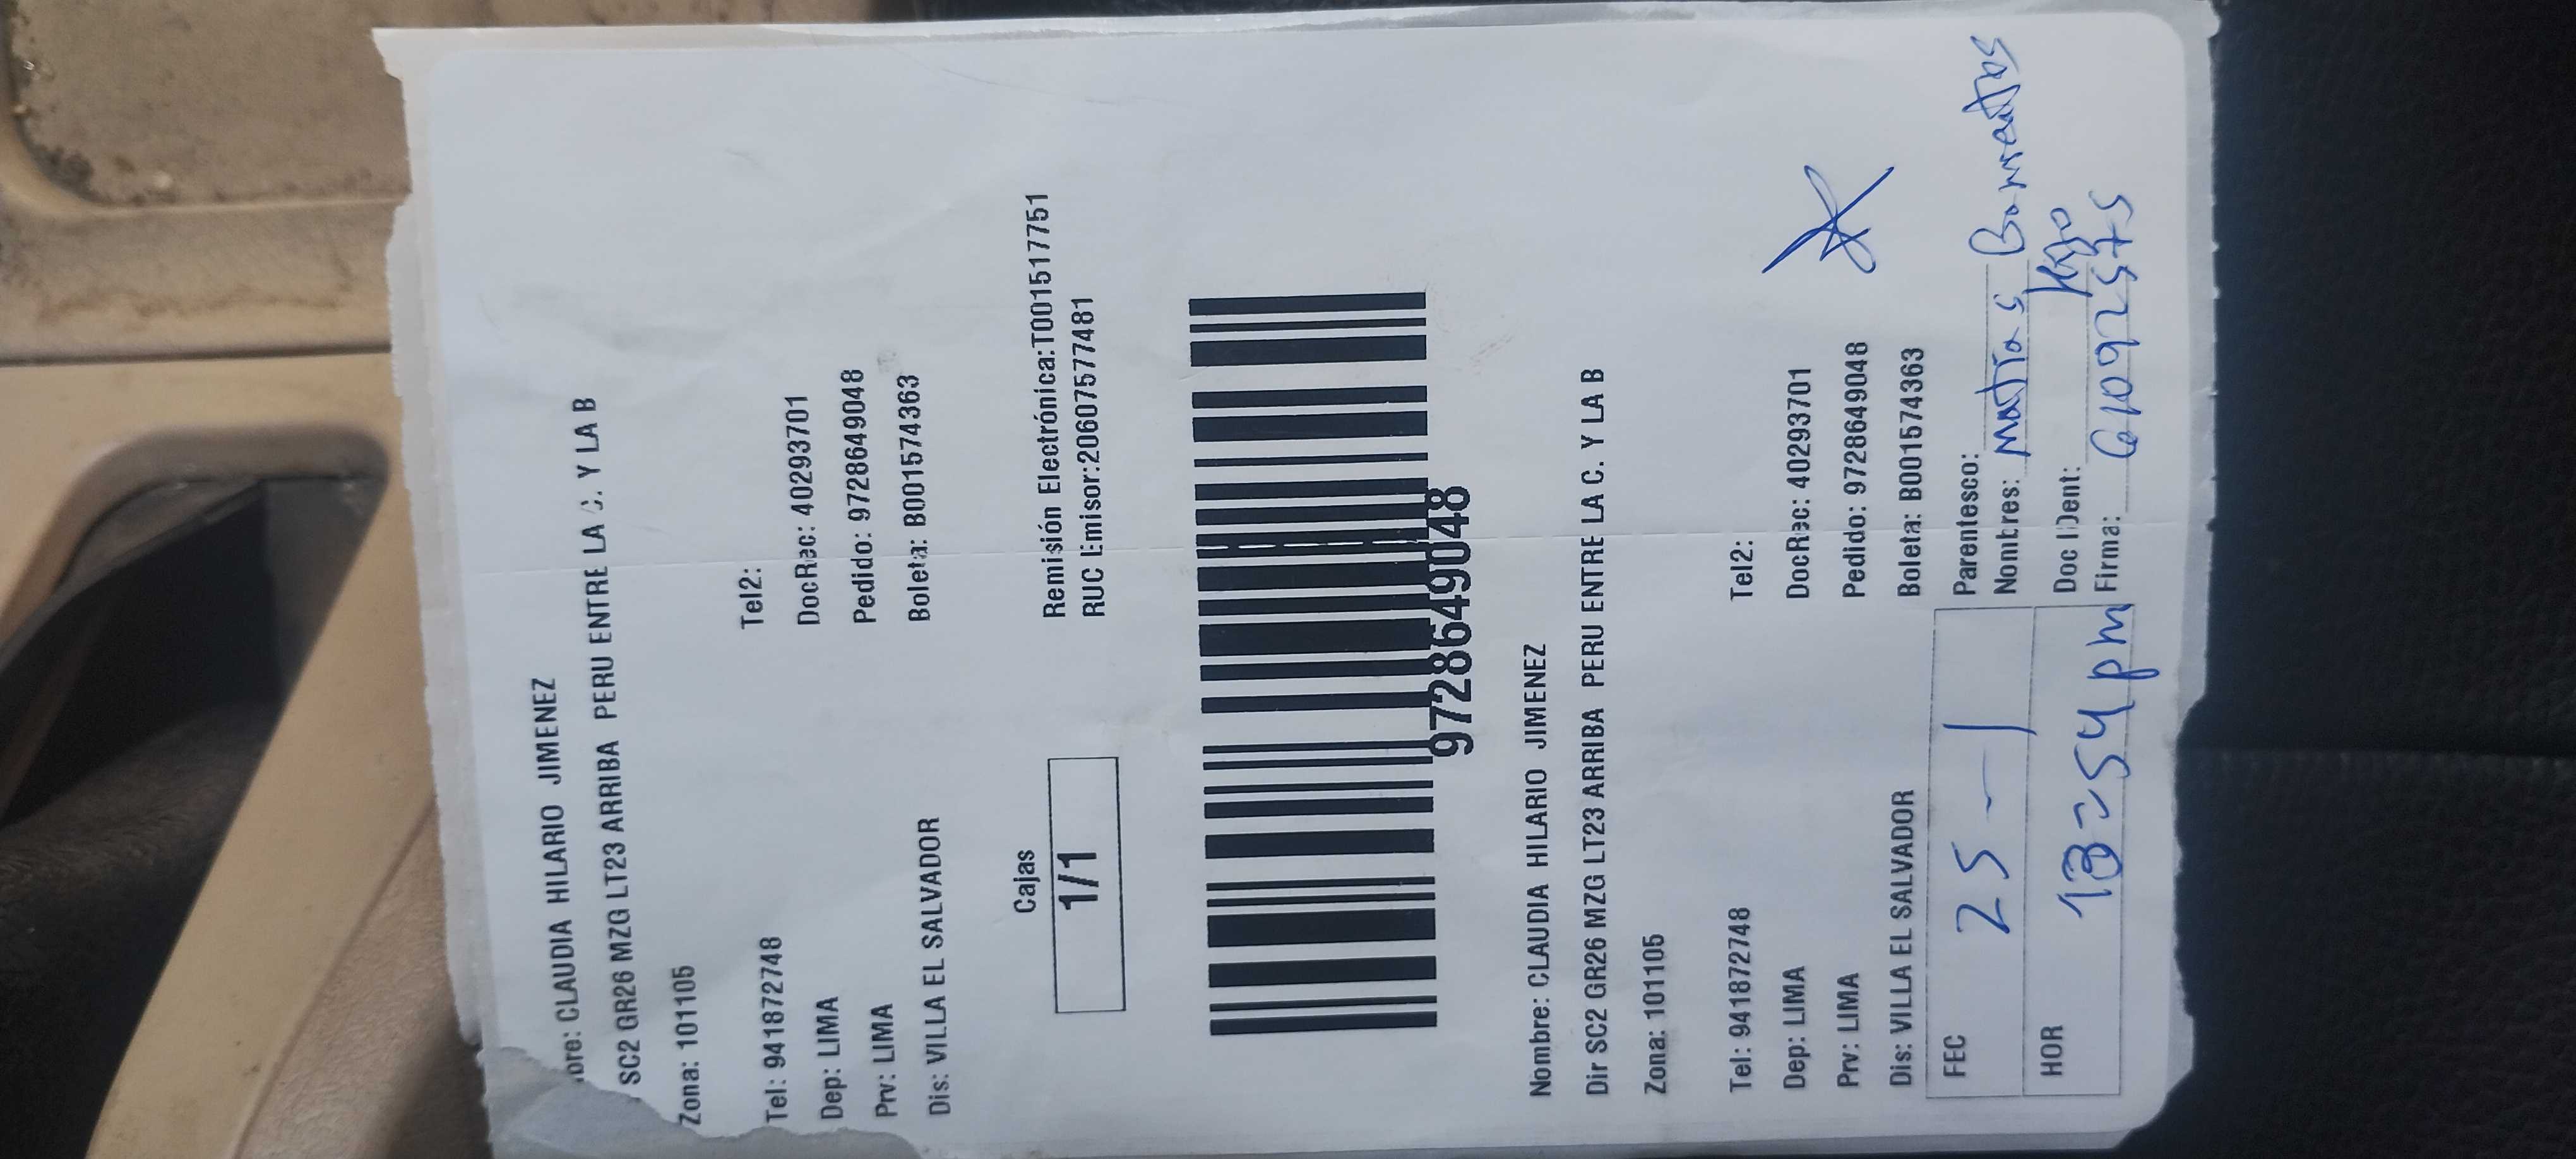 bre: CLAUDIA HILARIO JIMENEZ
SC2 GR26 MZG LT23 ARRIBA PERU ENTRE LA C. Y LA B
Zona: 101105
Tel: 941872748 Tel2:
Dep: LIMA DocRec: 40293701
Prv: LIMA Pedido: 9728649048
Dis: VILLA EL SALVADOR Boleta: B001574363
Cajas
1/1
Remisión Electrónica:T001517751
RUC Emisor:20607577481
9728649048
Nombre: CLAUDIA HILARIO JIMENEZ
Dir SC2 GR26 MZG LT23 ARRIBA PERU ENTRE LA C. Y LA B
Zona: 101105
Tel: 941872748 Tel2:
Dep: LIMA DocRec: 40293701
Prv: LIMA Pedido: 9728649048
Dis: VILLA EL SALVADOR Boleta: B001574363
FEC 25 - 1 Parentesco:
Nombres: Matías
HOR 54 pm Doc IDent: Hijo
Firma: 61092575